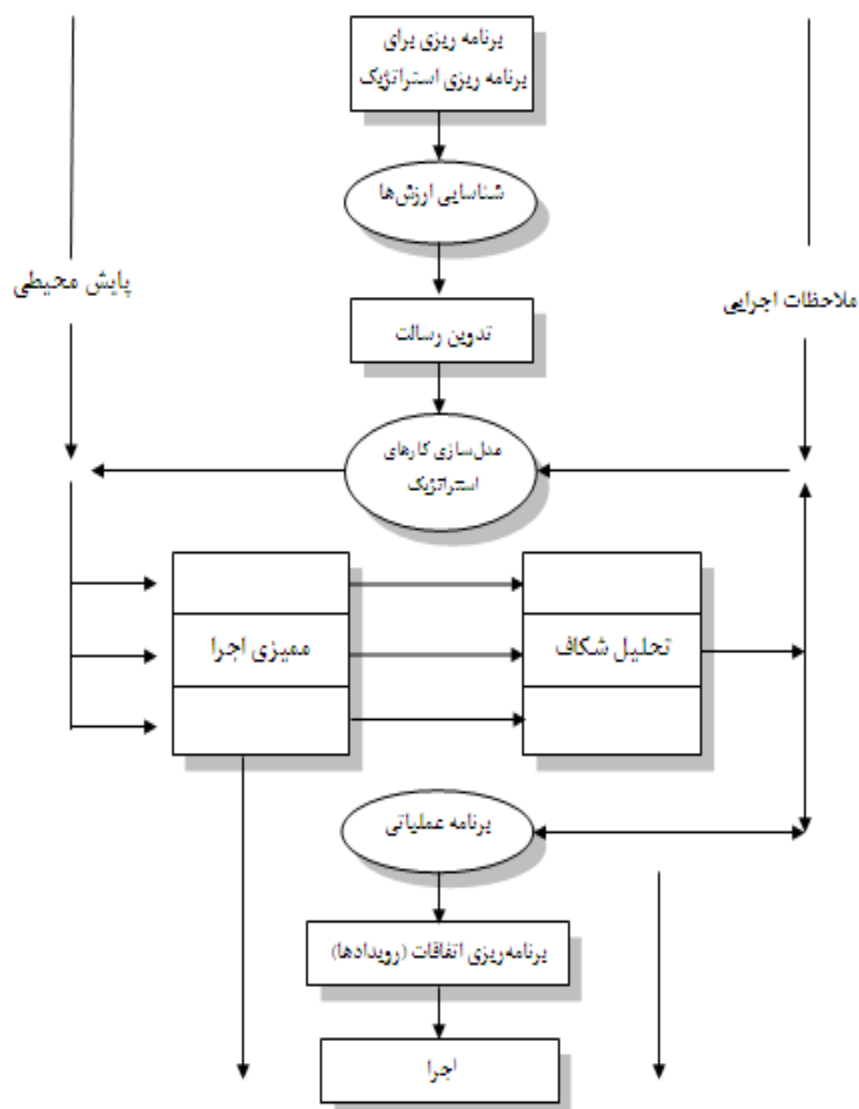 برنامه ریزی برای
برنامه ریزی استراتژیک
شناسایی ارزش‌ها
پایش محیطی
ملاحظات اجرایی
تدوین رسالت
مدل‌سازی کارهای
استراتژیک
ممیزی اجرا
تحلیل شکاف
برنامه عملیاتی
برنامه‌ریزی اتفاقات (رویدادها)
اجرا